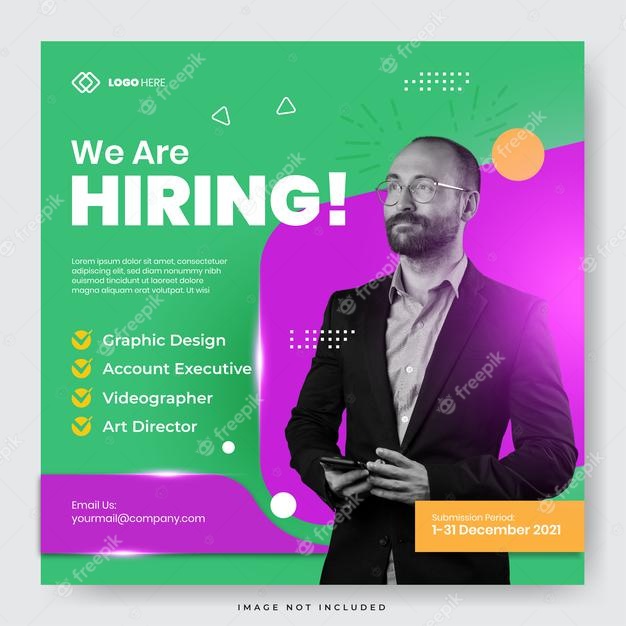 LOGO HERE
We Are
HIRING!
Lorem ipsum dolor sit amet, consectetur
adipiscing elit, sed diam nonummy nibh
euismod tincidunt ut laoreet dolore
magna aliquam erat volutpat. Ut wisi
Graphic Design
Account Executive
Videographer
Art Director
Email Us:
yourmail@company.com
Submission Period:
1-31 December 2021
IMAGE NOT INCLUDED
freepik